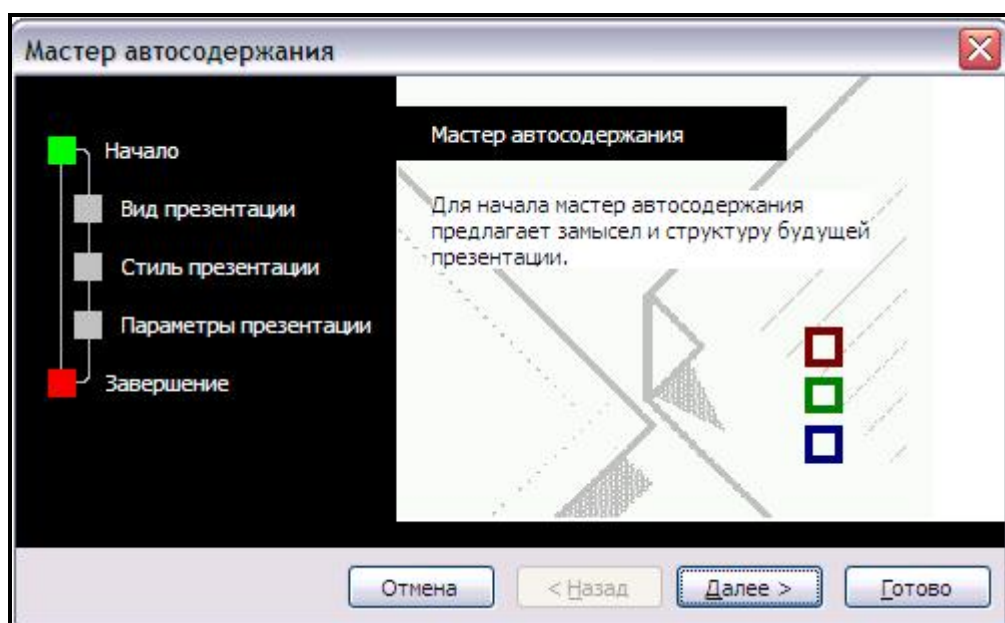 Мастер автосодержания
Начало
Вид презентации
Стиль презентации
Параметры презентации
Завершение
Мастер автосодержания
Для начала мастер автосодержания
предлагает замысел и структуру будущей
презентации.
Отмена
< Назад
Далее >
Готово